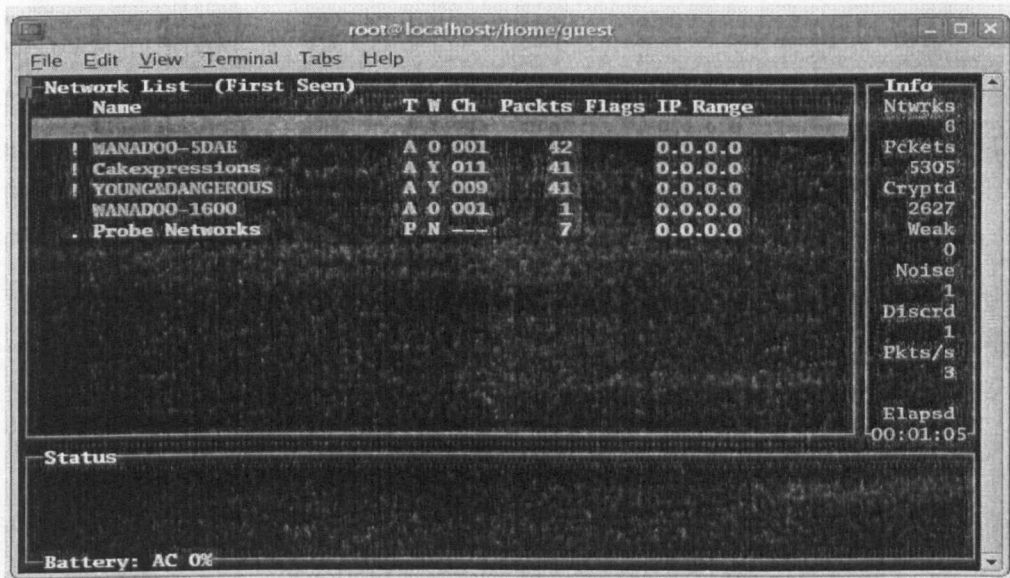 root@localhost:/home/guest
File Edit View Terminal Tabs Help
Network List (First Seen)
Name T W Ch Packts Flags IP Range
! WANADOO-5DAE A O 001 42 0.0.0.0
! Cakexpressions A Y 011 41 0.0.0.0
! YOUNG&DANGEROUS A Y 009 41 0.0.0.0
WANADOO-1600 A O 001 1 0.0.0.0
. Probe Networks P N --- 7 0.0.0.0
Info
Ntwrks
6
Pckets
5305
Cryptd
2627
Weak
0
Noise
1
Discrd
1
Pkts/s
3
Elapsd
00:01:05
Status
Battery: AC 0%